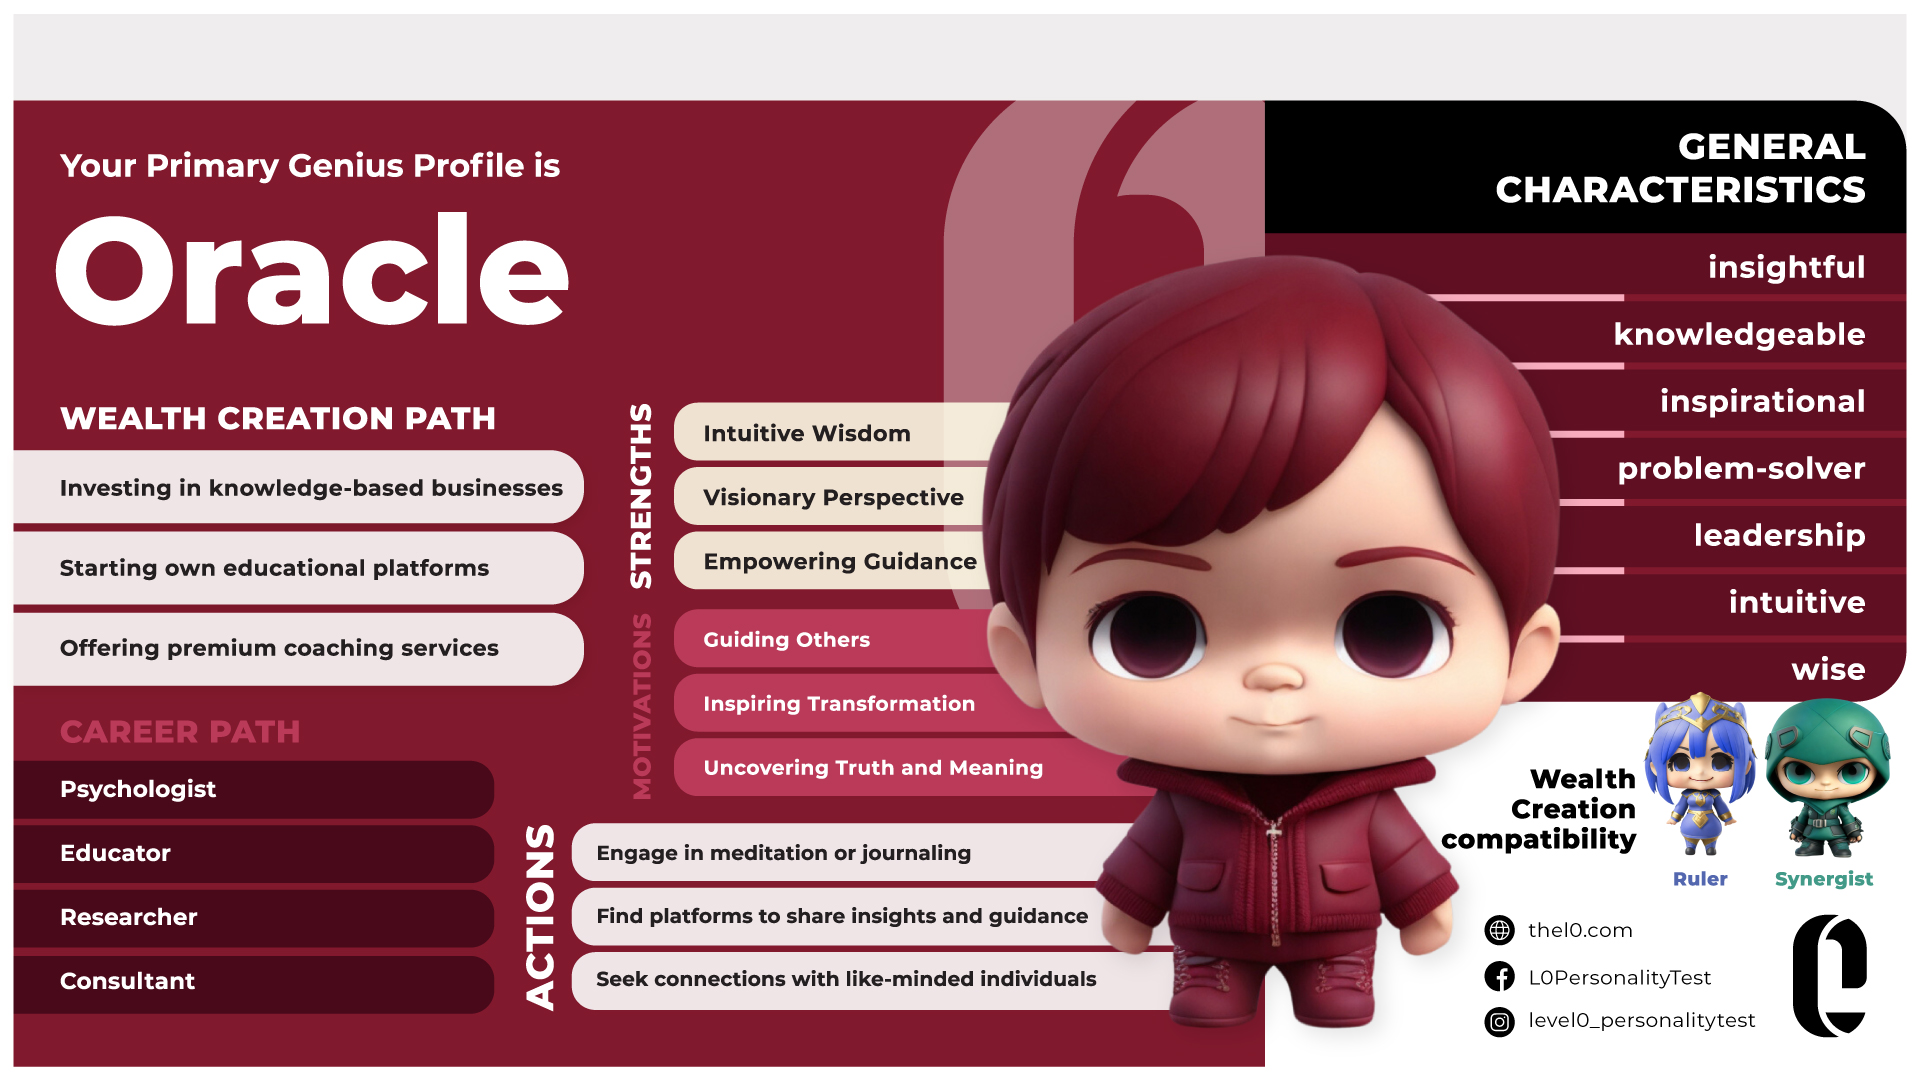 Your Primary Genius Profile is
Oracle
WEALTH CREATION PATH
Investing in knowledge-based businesses
Starting own educational platforms
Offering premium coaching services
CAREER PATH
Psychologist
Educator
Researcher
Consultant
STRENGTHS
Intuitive Wisdom
Visionary Perspective
Empowering Guidance
MOTIVATIONS
Guiding Others
Inspiring Transformation
Uncovering Truth and Meaning
ACTIONS
Engage in meditation or journaling
Find platforms to share insights and guidance
Seek connections with like-minded individuals
GENERAL
CHARACTERISTICS
insightful
knowledgeable
inspirational
problem-solver
leadership
intuitive
wise
Wealth
Creation
compatibility
Ruler
Synergist
thel0.com
L0PersonalityTest
level0_personalitytest